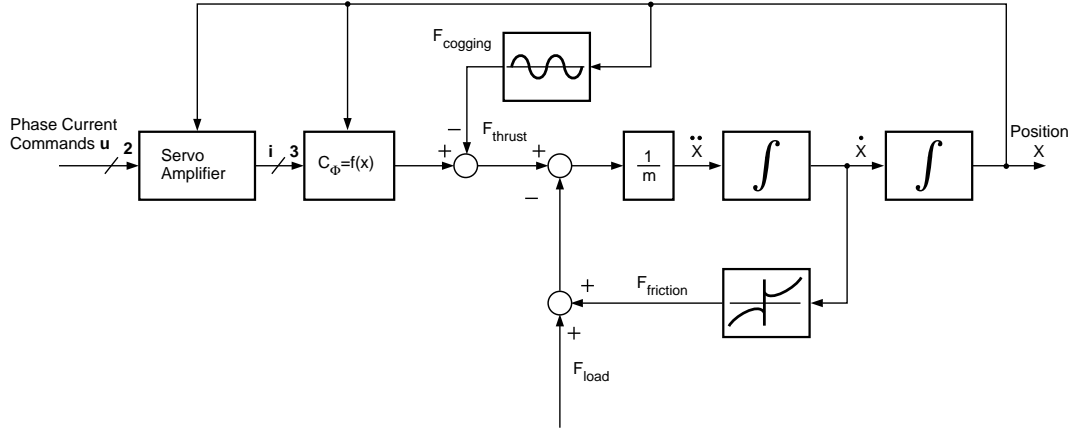 F_cogging
Phase Current
Commands u
2
Servo
Amplifier
i
3
C_Φ=f(x)
+
−
F_thrust
+
−
1
m
Ẍ
∫
Ẋ
∫
Position
X
+
F_friction
+
F_load